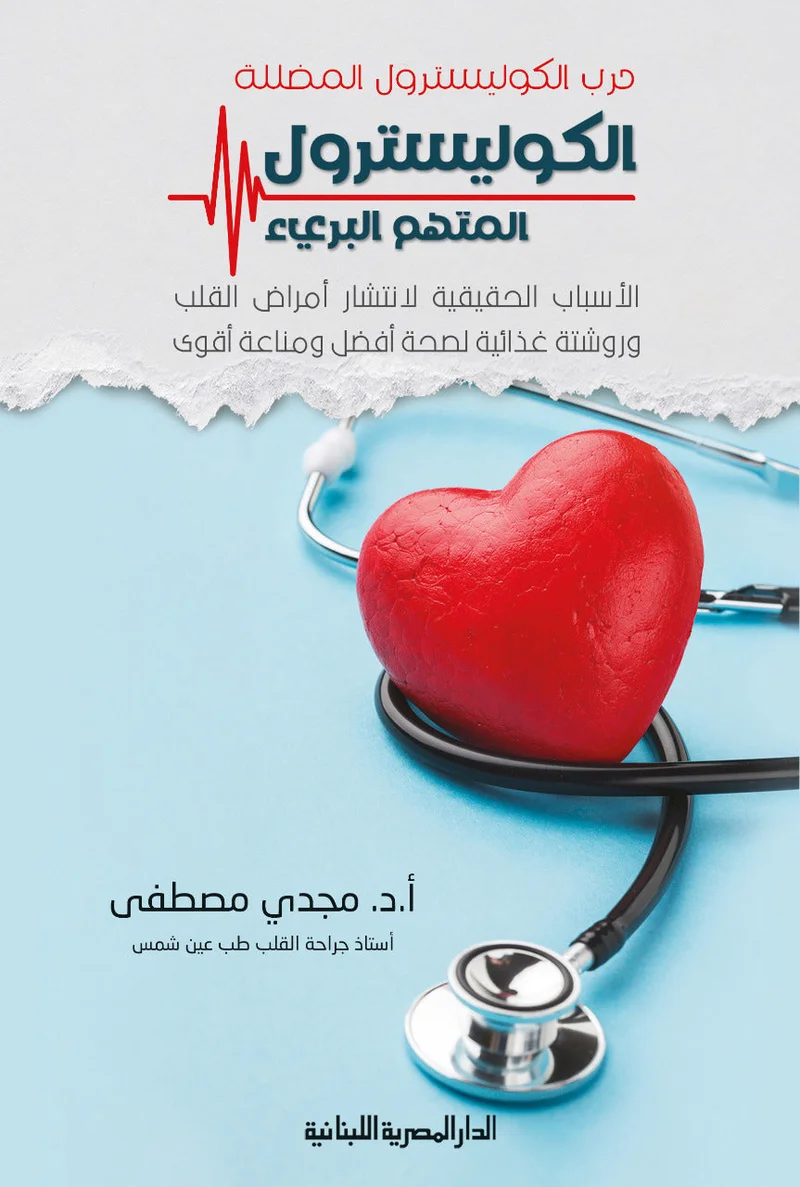 حرب الكوليسترول المضللة
الكوليسترول
المتهم البريء
الأسباب الحقيقية لانتشار أمراض القلب
وروشتة غذائية لصحة أفضل ومناعة أقوى
أ.د. مجدي مصطفى
أستاذ جراحة القلب طب عين شمس
الدار المصرية اللبنانية